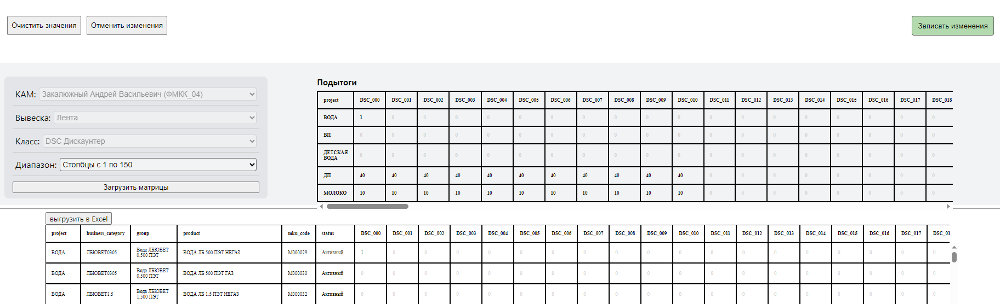 Очистить значения Отменить изменения Записать изменения
КАМ: Закалюжный Андрей Васильевич (ФМКК_04)
Вывеска: Лента
Класс: DSC Дискаунтер
Диапазон: Столбцы с 1 по 150
Загрузить матрицы
Подытоги
project DSC_000 DSC_001 DSC_002 DSC_003 DSC_004 DSC_005 DSC_006 DSC_007 DSC_008 DSC_009 DSC_010 DSC_011 DSC_012 DSC_013 DSC_014 DSC_015 DSC_016 DSC_017 DSC_018
ВОДА 1 0 0 0 0 0 0 0 0 0 0 0 0 0 0 0 0 0 0
ВП 0 0 0 0 0 0 0 0 0 0 0 0 0 0 0 0 0 0 0
ДЕТСКАЯ
ВОДА 0 0 0 0 0 0 0 0 0 0 0 0 0 0 0 0 0 0 0
ДП 40 40 40 40 40 40 40 40 40 40 40 0 0 0 0 0 0 0 0
МОЛОКО 10 10 10 10 10 10 10 10 10 10 10 0 0 0 0 0 0 0 0
выгрузить в Excel
project business_category group product mku_code status DSC_000 DSC_001 DSC_002 DSC_003 DSC_004 DSC_005 DSC_006 DSC_007 DSC_008 DSC_009 DSC_010 DSC_011 DSC_012 DSC_013 DSC_014 DSC_015 DSC_016 DSC_017
ВОДА ЛБЮВЕТ0305 Вода ЛБЮВЕТ
0.500 ПЭТ ВОДА ЛБ 500 ПЭТ НЕГАЗ М000029 Активный 1 0 0 0 0 0 0 0 0 0 0 0 0 0 0 0 0 0 0
ВОДА ЛБЮВЕТ0305 Вода ЛБЮВЕТ
0.500 ПЭТ ВОДА ЛБ 500 ПЭТ ГАЗ М000030 Активный 0 0 0 0 0 0 0 0 0 0 0 0 0 0 0 0 0 0 0
ВОДА ЛБЮВЕТ1.5 Вода ЛБЮВЕТ
1.500 ПЭТ ВОДА ЛБ 1.5 ПЭТ НЕГАЗ М000032 Активный 0 0 0 0 0 0 0 0 0 0 0 0 0 0 0 0 0 0 0